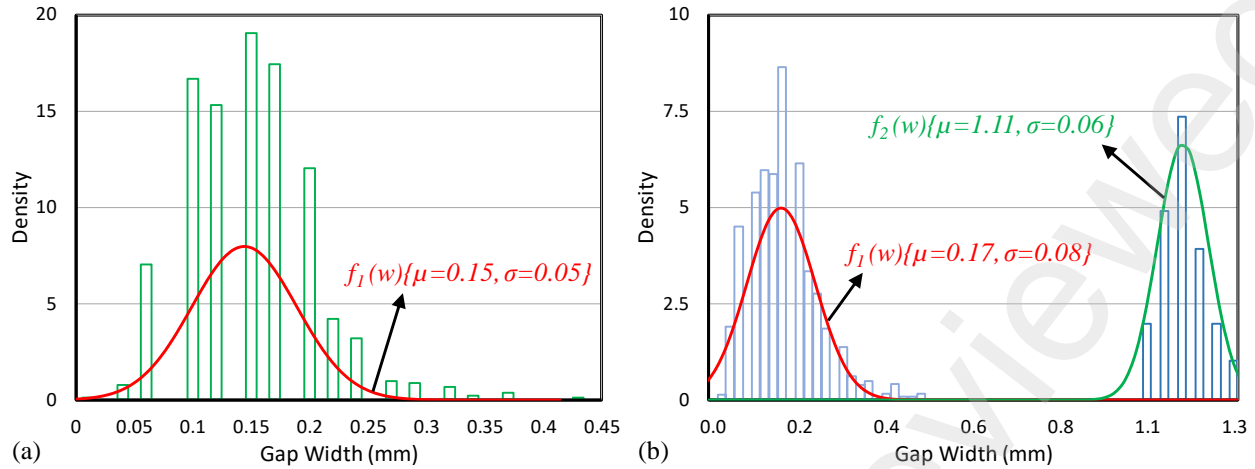 20
15
10
5
0
Density
f1(w){μ=0.15, σ=0.05}
0 0.05 0.1 0.15 0.2 0.25 0.3 0.35 0.4 0.45
Gap Width (mm)
(a)
10
7.5
5
2.5
0
Density
f2(w){μ=1.11, σ=0.06}
f1(w){μ=0.17, σ=0.08}
0.0 0.2 0.4 0.6 0.8 1.1 1.3
Gap Width (mm)
(b)
viewed